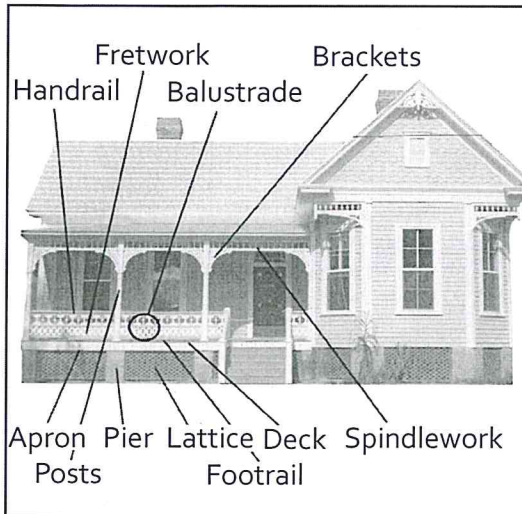 Fretwork Brackets
Handrail Balustrade
Apron Pier Lattice Deck Spindlework
Posts Footrail